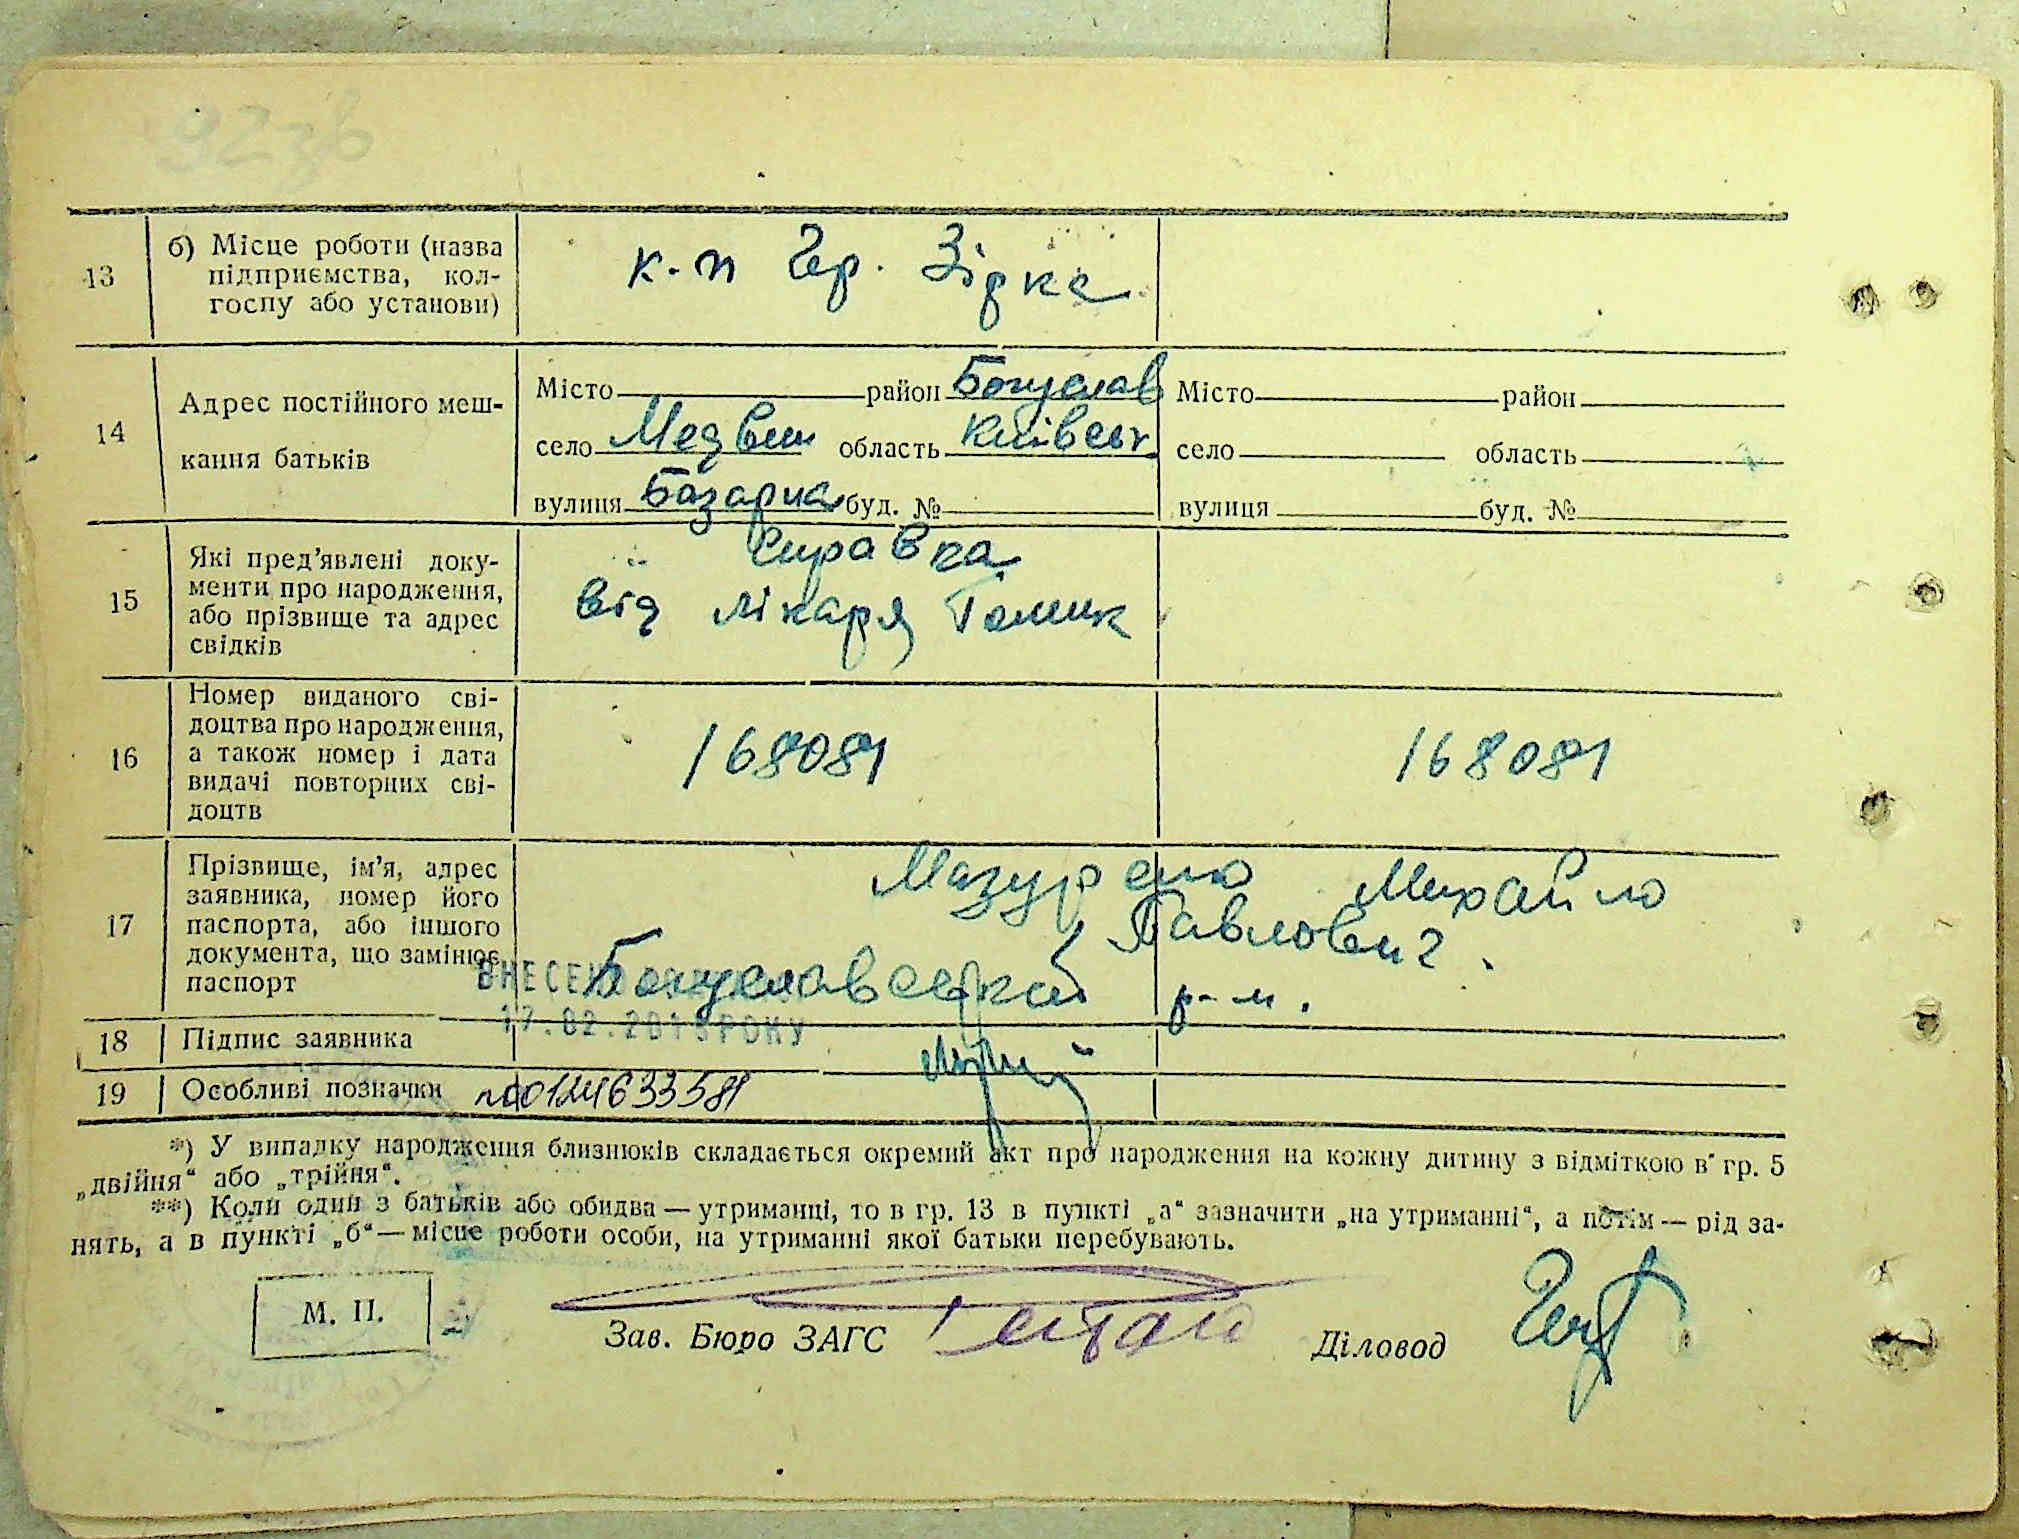 92зв
13
б) Місце роботи (назва
підприємства, кол-
госпу або установи)
к-п Чер. Зірка
14
Адрес постійного меш-
кання батьків
Місто район Богуслав
село Медвин область Київськ
вулиця Базарна буд. №
Місто район
село область
вулиця буд. №
15
Які пред'явлені доку-
менти про народження,
або прізвище та адрес
свідків
Справка
від лікаря
16
Номер виданого сві-
доцтва про народження,
а також номер і дата
видачі повторних сві-
доцтв
168081
168081
17
Прізвище, ім'я, адрес
заявника, номер його
паспорта, або іншого
документа, що замінює
паспорт
Мазуренко Михайло
Павлович.
Богуславський р-н.
ВНЕСЕНО
17.02. РОКУ
18
Підпис заявника
19
Особливі позначки
00124633581
*) У випадку народження близнюків складається окремий акт про народження на кожну дитину з відміткою в гр. 5
„двійня“ або „трійня“.
**) Коли один з батьків або обидва — утриманці, то в гр. 13 в пункті „а“ зазначити „на утриманні“, а потім — рід за-
нять, а в пункті „б“ — місце роботи особи, на утриманні якої батьки перебувають.
М. П.
Зав. Бюро ЗАГС
Діловод